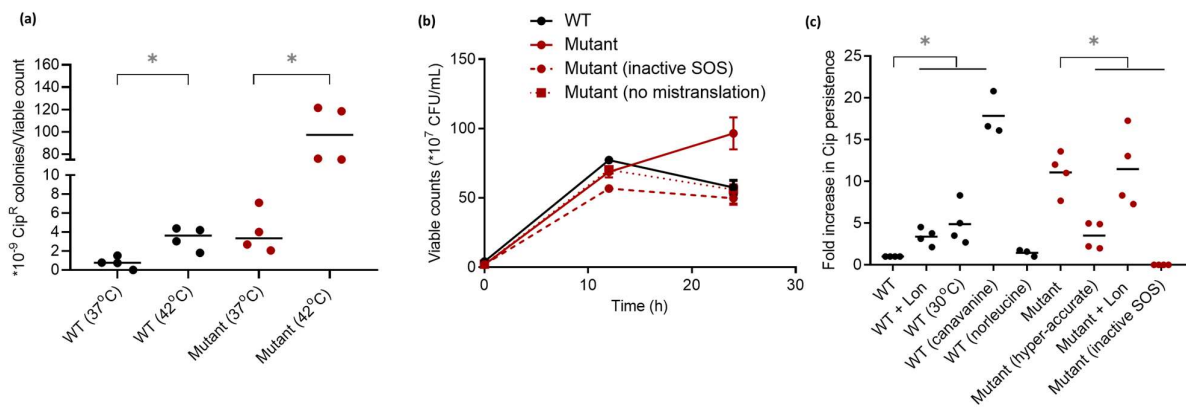 (a)
*10⁻⁹ Cipᴿ colonies/Viable count
160
140
120
100
80
10
8
6
4
2
0
*
*
WT (37°C)
WT (42°C)
Mutant (37°C)
Mutant (42°C)
(b)
WT
Mutant
Mutant (inactive SOS)
Mutant (no mistranslation)
Viable counts (*10⁷ CFU/mL)
150
100
50
0
0
10
20
30
Time (h)
(c)
Fold increase in Cip persistence
25
20
15
10
5
0
*
*
WT
WT + Lon
WT (30°C)
WT (canavanine)
WT (norleucine)
Mutant
Mutant (hyper-accurate)
Mutant + Lon
Mutant (inactive SOS)